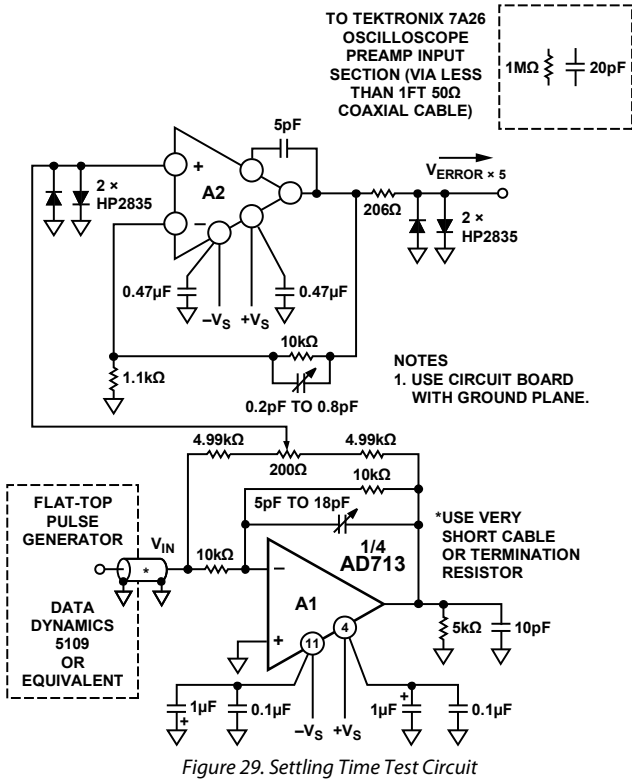 TO TEKTRONIX 7A26
OSCILLOSCOPE
PREAMP INPUT
SECTION (VIA LESS
THAN 1FT 50Ω
COAXIAL CABLE)
1MΩ
20pF
5pF
+
A2
–
2 ×
HP2835
V_ERROR × 5
206Ω
2 ×
HP2835
0.47µF
–V_S
+V_S
0.47µF
10kΩ
1.1kΩ
0.2pF TO 0.8pF
NOTES
1. USE CIRCUIT BOARD
WITH GROUND PLANE.
4.99kΩ
200Ω
4.99kΩ
10kΩ
5pF TO 18pF
FLAT-TOP
PULSE
GENERATOR
*
V_IN
10kΩ
DATA
DYNAMICS
5109
OR
EQUIVALENT
1/4
AD713
–
A1
+
11
4
*USE VERY
SHORT CABLE
OR TERMINATION
RESISTOR
5kΩ
10pF
1µF
+
0.1µF
–V_S
+V_S
1µF
+
0.1µF
Figure 29. Settling Time Test Circuit